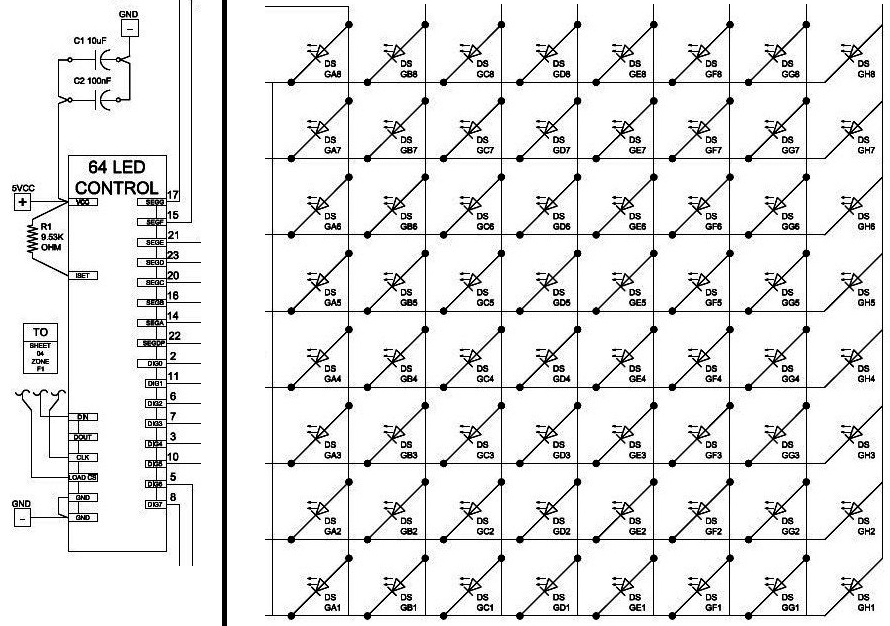 GND
-
C1 10uF
C2 100nF
64 LED
CONTROL
5VCC
+
VCC
R1
9.53K
OHM
ISET
TO
SHEET
04
ZONE
F1
DIN
DOUT
CLK
LOAD CS
GND
GND
GND
-
17
SEGG
15
SEGF
21
SEGE
23
SEGD
20
SEGC
16
SEGB
14
SEGA
22
SEGDP
2
DIG0
11
DIG1
6
DIG2
7
DIG3
3
DIG4
10
DIG5
5
DIG6
8
DIG7
DS DS DS DS DS DS DS DS
GA8 GB8 GC8 GD8 GE8 GF8 GG8 GH8
DS DS DS DS DS DS DS DS
GA7 GB7 GC7 GD7 GE7 GF7 GG7 GH7
DS DS DS DS DS DS DS DS
GA6 GB6 GC6 GD6 GE6 GF6 GG6 GH6
DS DS DS DS DS DS DS DS
GA5 GB5 GC5 GD5 GE5 GF5 GG5 GH5
DS DS DS DS DS DS DS DS
GA4 GB4 GC4 GD4 GE4 GF4 GG4 GH4
DS DS DS DS DS DS DS DS
GA3 GB3 GC3 GD3 GE3 GF3 GG3 GH3
DS DS DS DS DS DS DS DS
GA2 GB2 GC2 GD2 GE2 GF2 GG2 GH2
DS DS DS DS DS DS DS DS
GA1 GB1 GC1 GD1 GE1 GF1 GG1 GH1